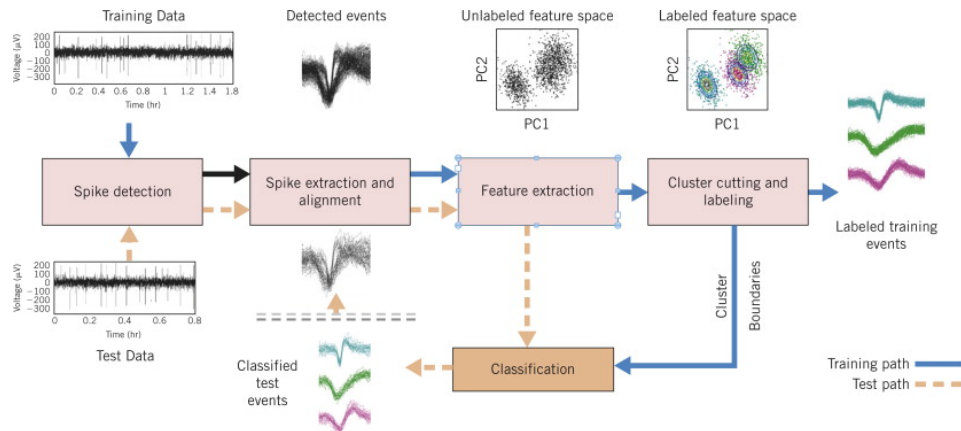 Training Data
Detected events
Unlabeled feature space
Labeled feature space
Voltage (µV)
200
100
0
−100
−200
−300
0 0.2 0.4 0.6 0.8 1 1.2 1.4 1.6 1.8
Time (hr)
PC2
PC1
PC2
PC1
Spike detection
Spike extraction and
alignment
Feature extraction
Cluster cutting and
labeling
Labeled training
events
Voltage (µV)
200
100
0
−100
−200
−300
0 0.2 0.4 0.6 0.8
Time (hr)
Test Data
Cluster
Boundaries
Classified
test
events
Classification
Training path
Test path